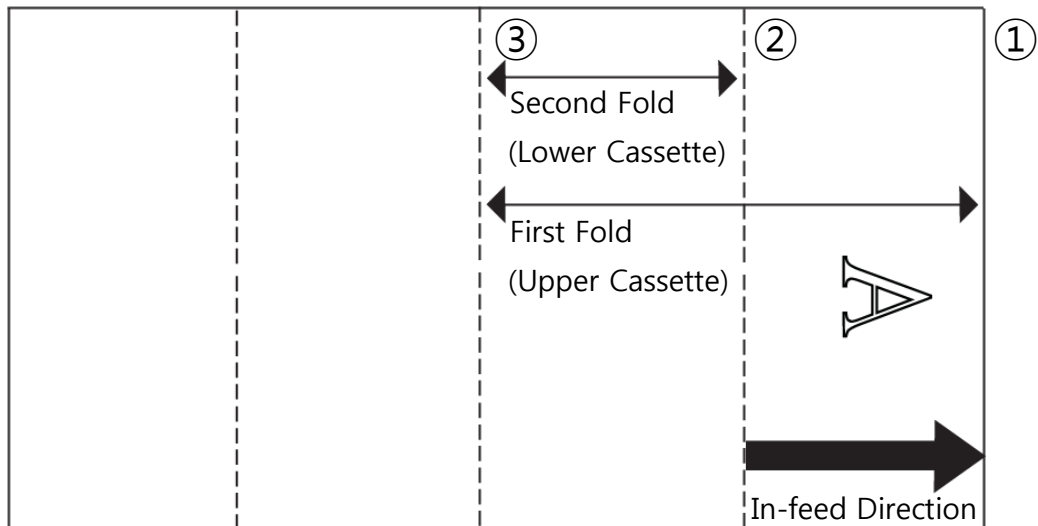 ③ ② ①
Second Fold
(Lower Cassette)
First Fold
(Upper Cassette)
A
In-feed Direction